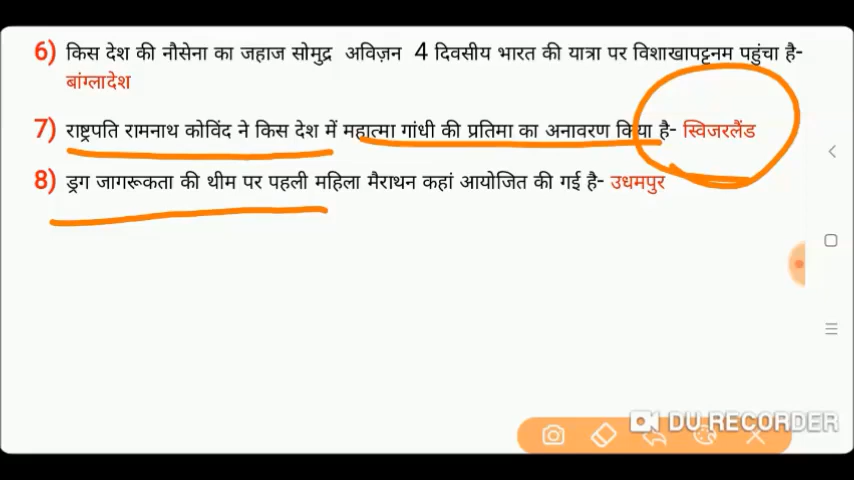 6) किस देश की नौसेना का जहाज सोमुद्र अविज़न 4 दिवसीय भारत की यात्रा पर विशाखापट्टनम पहुंचा है-
बांग्लादेश
7) राष्ट्रपति रामनाथ कोविंद ने किस देश में महात्मा गांधी की प्रतिमा का अनावरण किया है- स्विजरलैंड
8) ड्रग जागरूकता की थीम पर पहली महिला मैराथन कहां आयोजित की गई है- उधमपुर
DU RECORDER